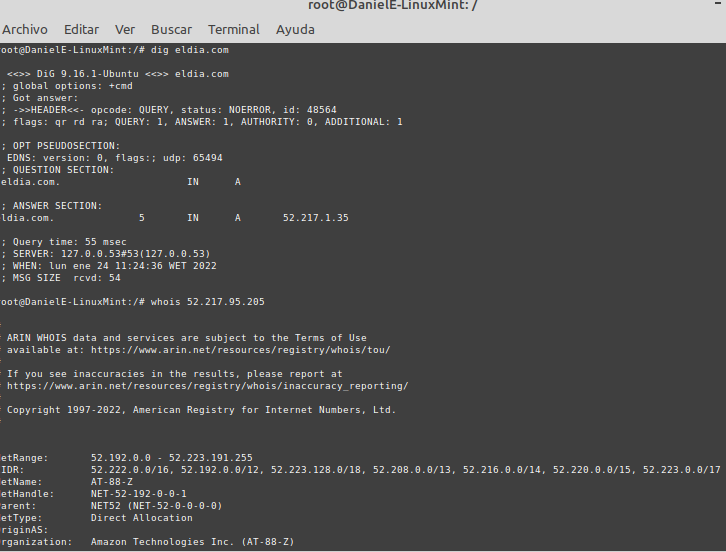 root@DanielE-LinuxMint: /
Archivo Editar Ver Buscar Terminal Ayuda
root@DanielE-LinuxMint:/# dig eldia.com
<<>> DiG 9.16.1-Ubuntu <<>> eldia.com
; global options: +cmd
; Got answer:
; ->>HEADER<<- opcode: QUERY, status: NOERROR, id: 48564
; flags: qr rd ra; QUERY: 1, ANSWER: 1, AUTHORITY: 0, ADDITIONAL: 1
; OPT PSEUDOSECTION:
EDNS: version: 0, flags:; udp: 65494
; QUESTION SECTION:
eldia.com. IN A
; ANSWER SECTION:
eldia.com. 5 IN A 52.217.1.35
; Query time: 55 msec
; SERVER: 127.0.0.53#53(127.0.0.53)
; WHEN: lun ene 24 11:24:36 WET 2022
; MSG SIZE rcvd: 54
root@DanielE-LinuxMint:/# whois 52.217.95.205
ARIN WHOIS data and services are subject to the Terms of Use
available at: https://www.arin.net/resources/registry/whois/tou/
If you see inaccuracies in the results, please report at
https://www.arin.net/resources/registry/whois/inaccuracy_reporting/
Copyright 1997-2022, American Registry for Internet Numbers, Ltd.
NetRange: 52.192.0.0 - 52.223.191.255
CIDR: 52.222.0.0/16, 52.192.0.0/12, 52.223.128.0/18, 52.208.0.0/13, 52.216.0.0/14, 52.220.0.0/15, 52.223.0.0/17
NetName: AT-88-Z
NetHandle: NET-52-192-0-0-1
Parent: NET52 (NET-52-0-0-0-0)
NetType: Direct Allocation
OriginAS:
Organization: Amazon Technologies Inc. (AT-88-Z)